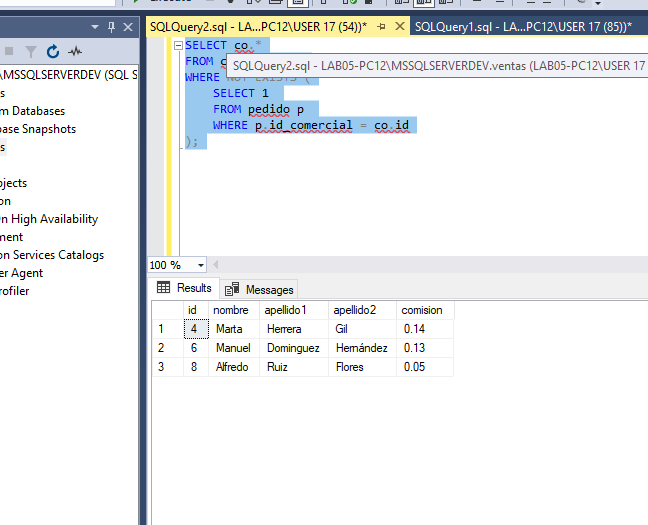 SQLQuery2.sql - LA...PC12\USER 17 (54))*
SQLQuery1.sql - LA...PC12\USER 17 (85))*
\MSSQLSERVERDEV (SQL S
s
m Databases
base Snapshots
s
bjects
on
n High Availability
ment
on Services Catalogs
er Agent
rofiler
SELECT co.*
FROM c
SQLQuery2.sql - LAB05-PC12\MSSQLSERVERDEV.ventas (LAB05-PC12\USER 17
WHERE NOT EXISTS (
SELECT 1
FROM pedido p
WHERE p.id_comercial = co.id
);
100 %
Results
Messages
id nombre apellido1 apellido2 comision
1 4 Marta Herrera Gil 0.14
2 6 Manuel Domínguez Hernández 0.13
3 8 Alfredo Ruiz Flores 0.05